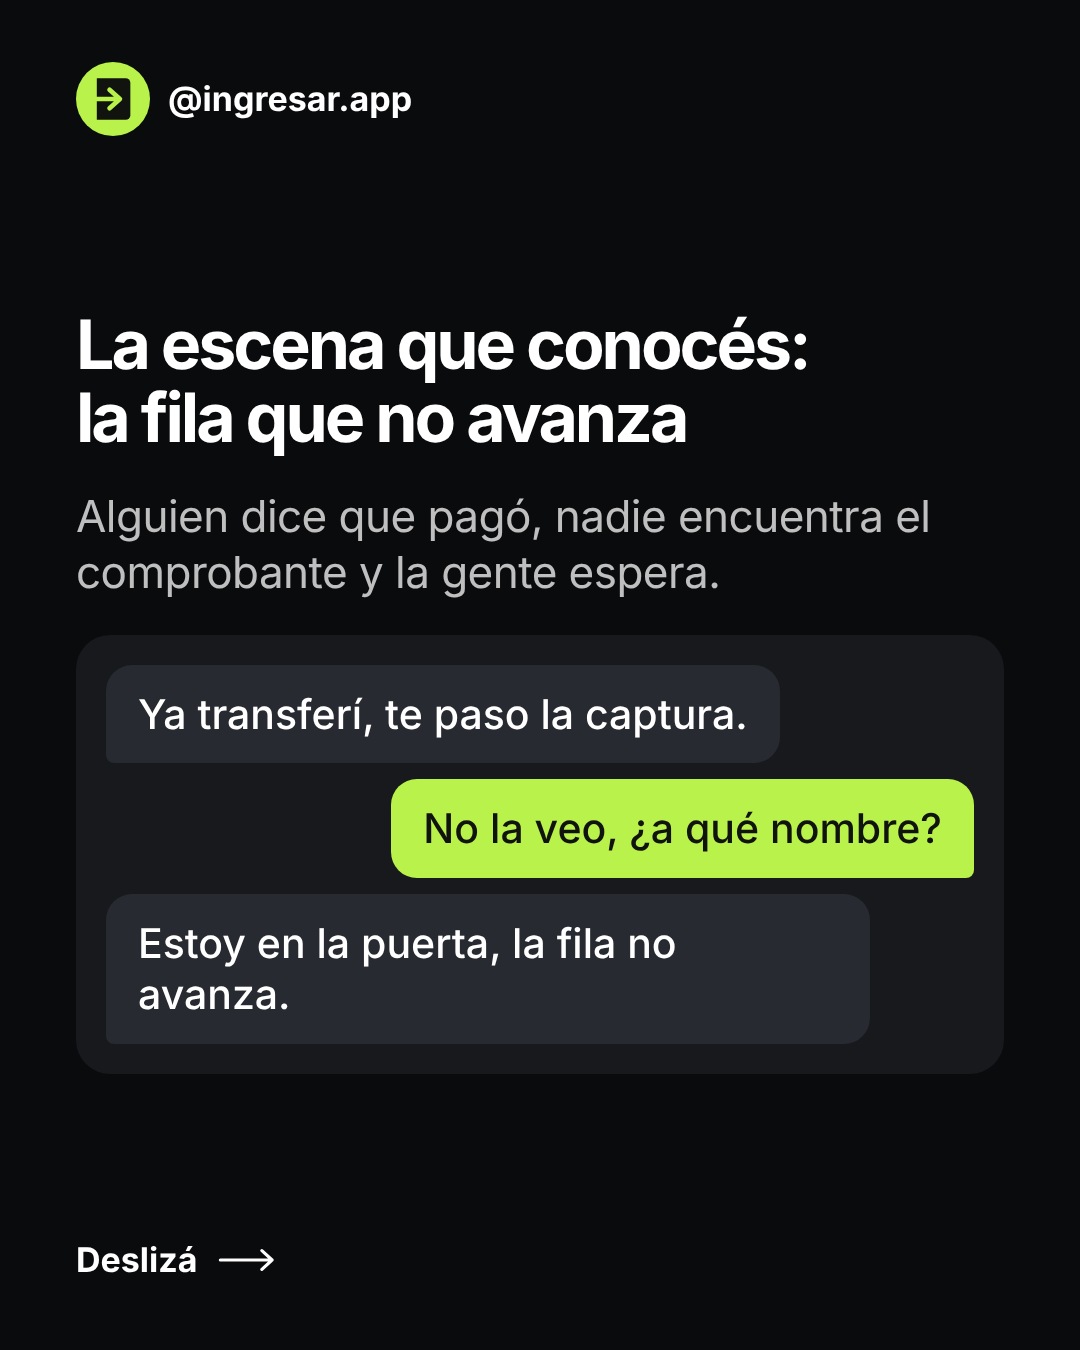 @ingresar.app
La escena que conocés:
la fila que no avanza
Alguien dice que pagó, nadie encuentra el
comprobante y la gente espera.
Ya transferí, te paso la captura.
No la veo, ¿a qué nombre?
Estoy en la puerta, la fila no
avanza.
Deslizá